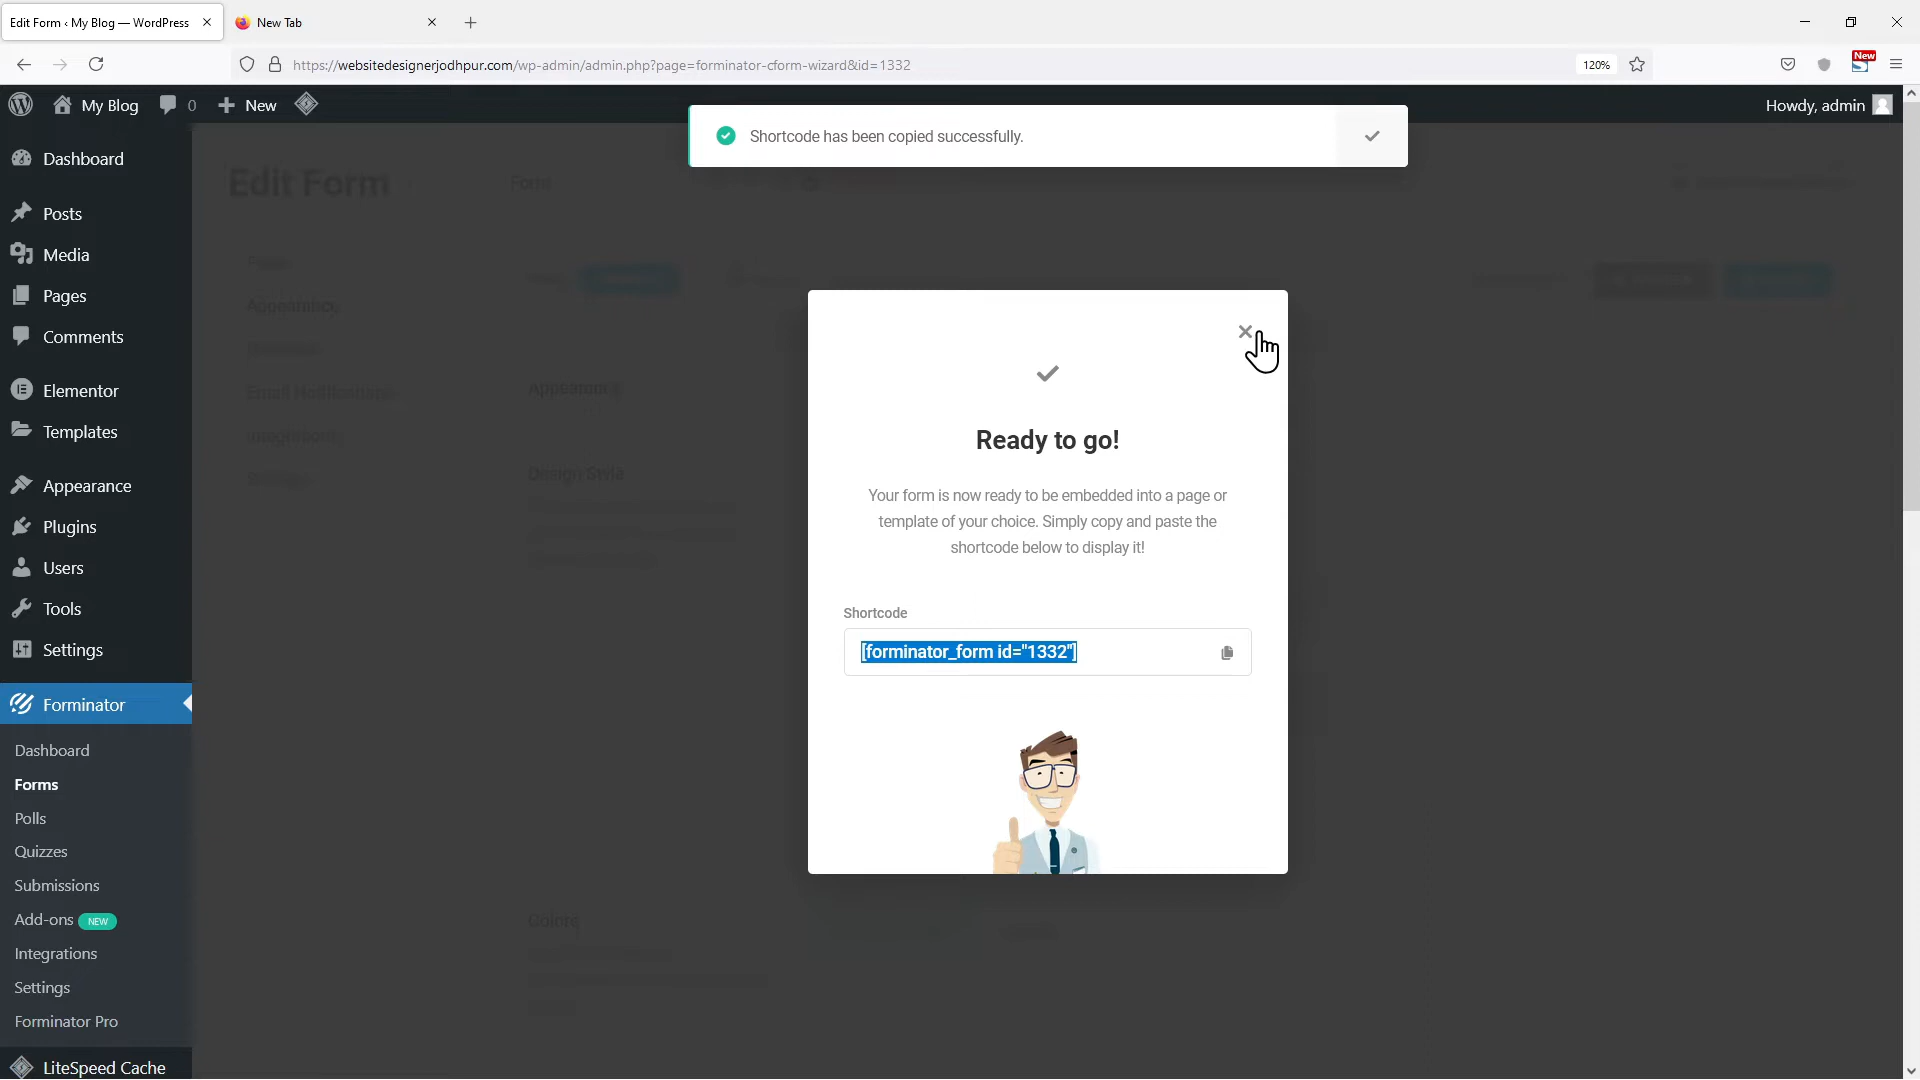 Edit Form ‹ My Blog — WordPress
New Tab
https://websitedesignerjodhpur.com/wp-admin/admin.php?page=forminator-cform-wizard&id=1332
120%
New
My Blog
0
New
Howdy, admin
Shortcode has been copied successfully.
Dashboard
Posts
Media
Pages
Comments
Elementor
Templates
Appearance
Plugins
Users
Tools
Settings
Forminator
Dashboard
Forms
Polls
Quizzes
Submissions
Add-ons NEW
Integrations
Settings
Forminator Pro
LiteSpeed Cache
Edit Form
Form
Appearance
Email Notifications
Integrations
Settings
Appearance
Design Style
Colors
Ready to go!
Your form is now ready to be embedded into a page or
template of your choice. Simply copy and paste the
shortcode below to display it!
Shortcode
[forminator_form id="1332"]